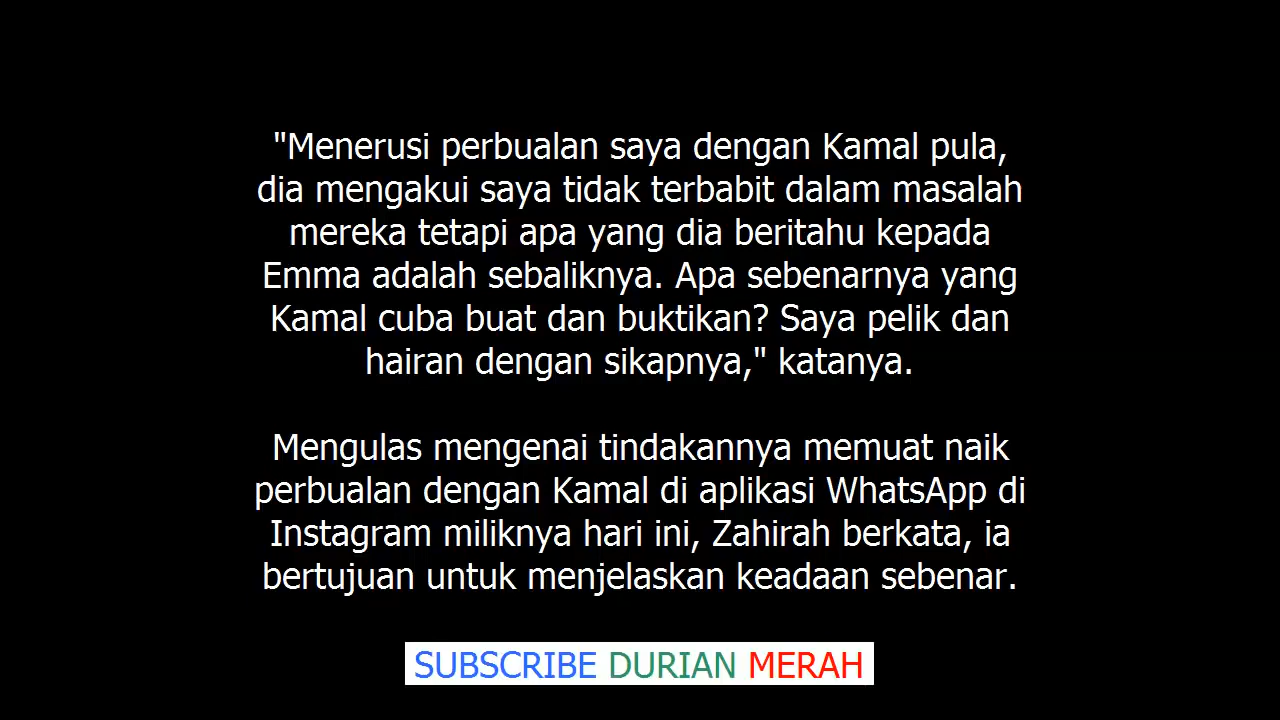 "Menerusi perbualan saya dengan Kamal pula,
dia mengakui saya tidak terbabit dalam masalah
mereka tetapi apa yang dia beritahu kepada
Emma adalah sebaliknya. Apa sebenarnya yang
Kamal cuba buat dan buktikan? Saya pelik dan
hairan dengan sikapnya," katanya.
Mengulas mengenai tindakannya memuat naik
perbualan dengan Kamal di aplikasi WhatsApp di
Instagram miliknya hari ini, Zahirah berkata, ia
bertujuan untuk menjelaskan keadaan sebenar.
SUBSCRIBE DURIAN MERAH